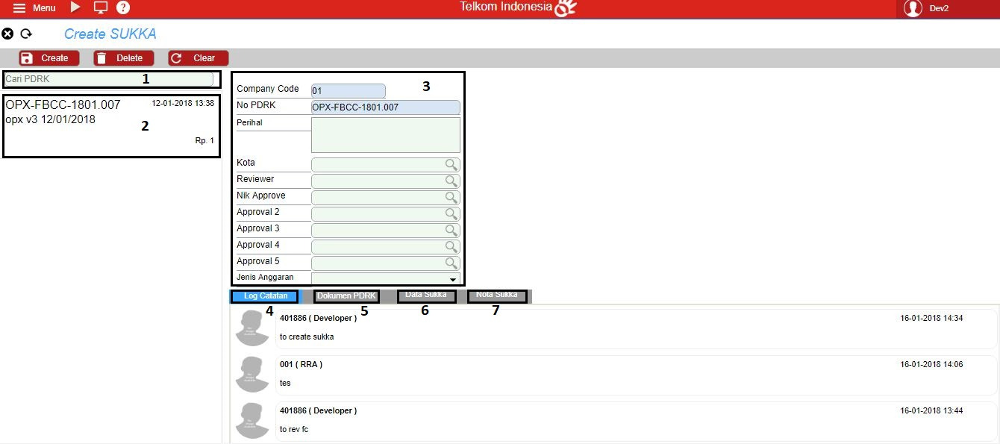 Menu
Telkom Indonesia
Dev2
Create SUKKA
Create Delete Clear
Cari PDRK 1
OPX-FBCC-1801.007 12-01-2018 13:38
opx v3 12/01/2018
2
Rp. 1
3
Company Code 01
No PDRK OPX-FBCC-1801.007
Perihal
Kota
Reviewer
Nik Approve
Approval 2
Approval 3
Approval 4
Approval 5
Jenis Anggaran
Log Catatan Dokumen PDRK Data Sukka Nota Sukka
4 5 6 7
401886 ( Developer ) 16-01-2018 14:34
to create sukka
001 ( RRA ) 16-01-2018 14:06
tes
401886 ( Developer ) 16-01-2018 13:44
to rev fc